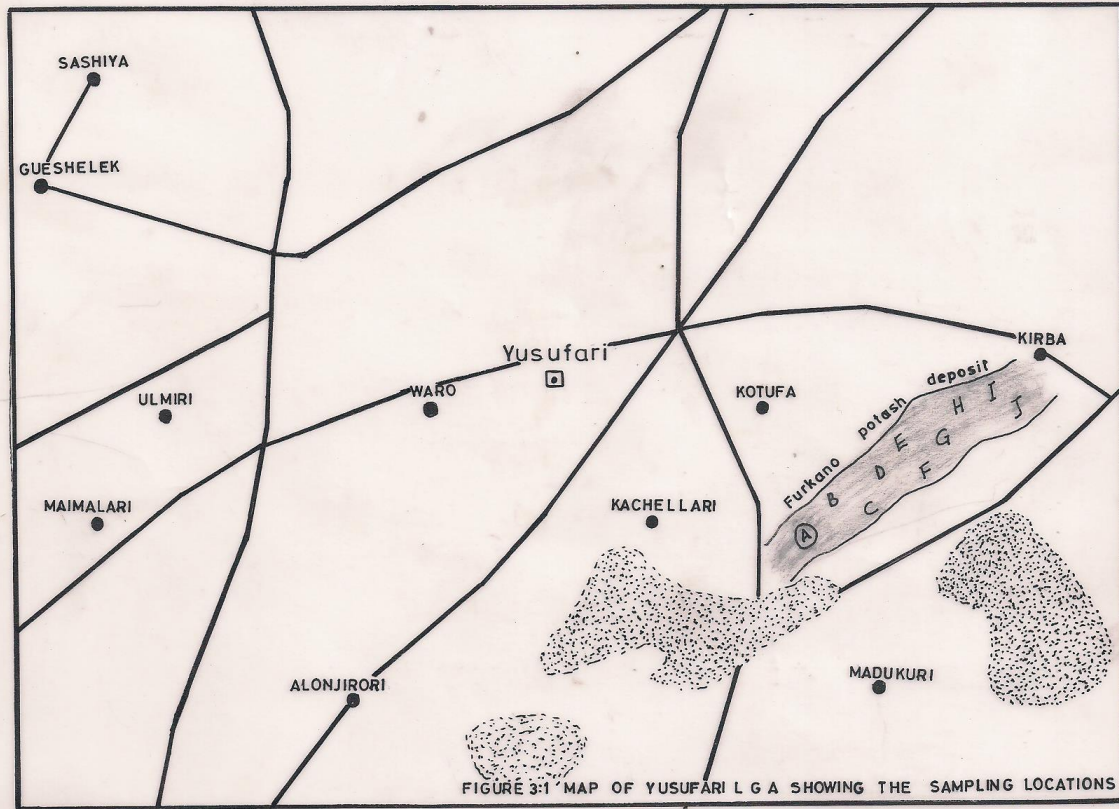 SASHIYA
GUESHELEK
Yusufari
KIRBA
ULMIRI
WARO
KOTUFA
Furkano potash deposit
H I
J
E G
D F
B
C
A
MAIMALARI
KACHELLARI
ALONJIRORI
MADUKURI
FIGURE 3:1 MAP OF YUSUFARI L G A SHOWING THE SAMPLING LOCATIONS